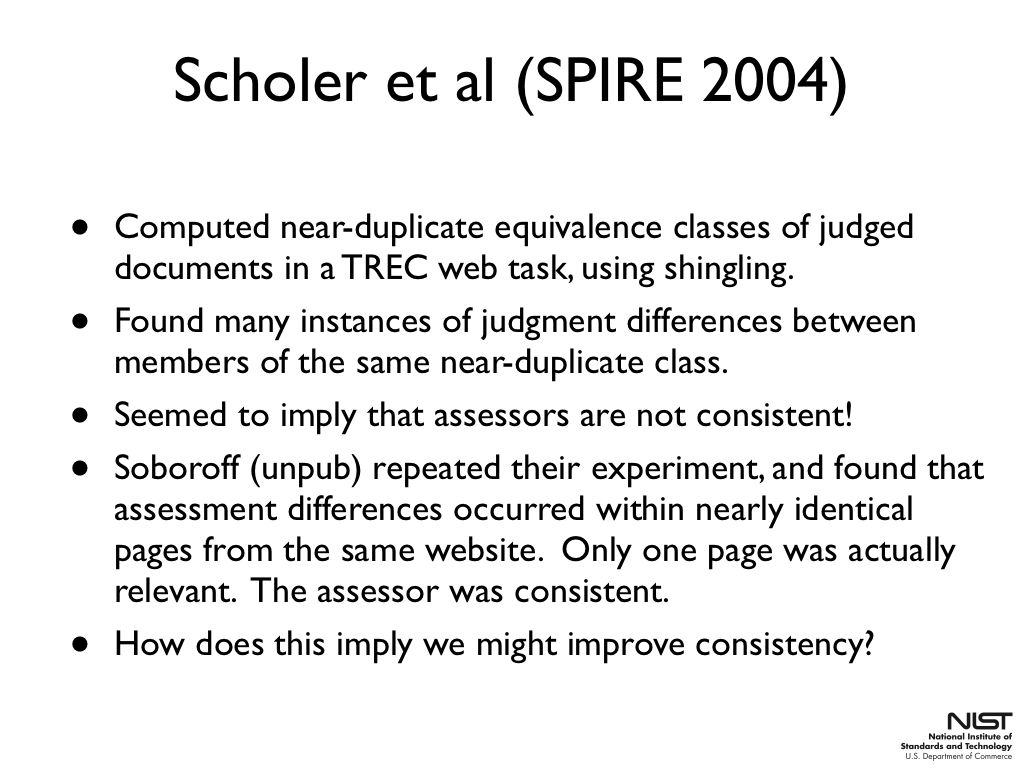 Scholer et al (SPIRE 2004)
• Computed near-duplicate equivalence classes of judged
documents in a TREC web task, using shingling.
• Found many instances of judgment differences between
members of the same near-duplicate class.
• Seemed to imply that assessors are not consistent!
• Soboroff (unpub) repeated their experiment, and found that
assessment differences occurred within nearly identical
pages from the same website.  Only one page was actually
relevant.  The assessor was consistent.
• How does this imply we might improve consistency?
NIST
National Institute of
Standards and Technology
U.S. Department of Commerce